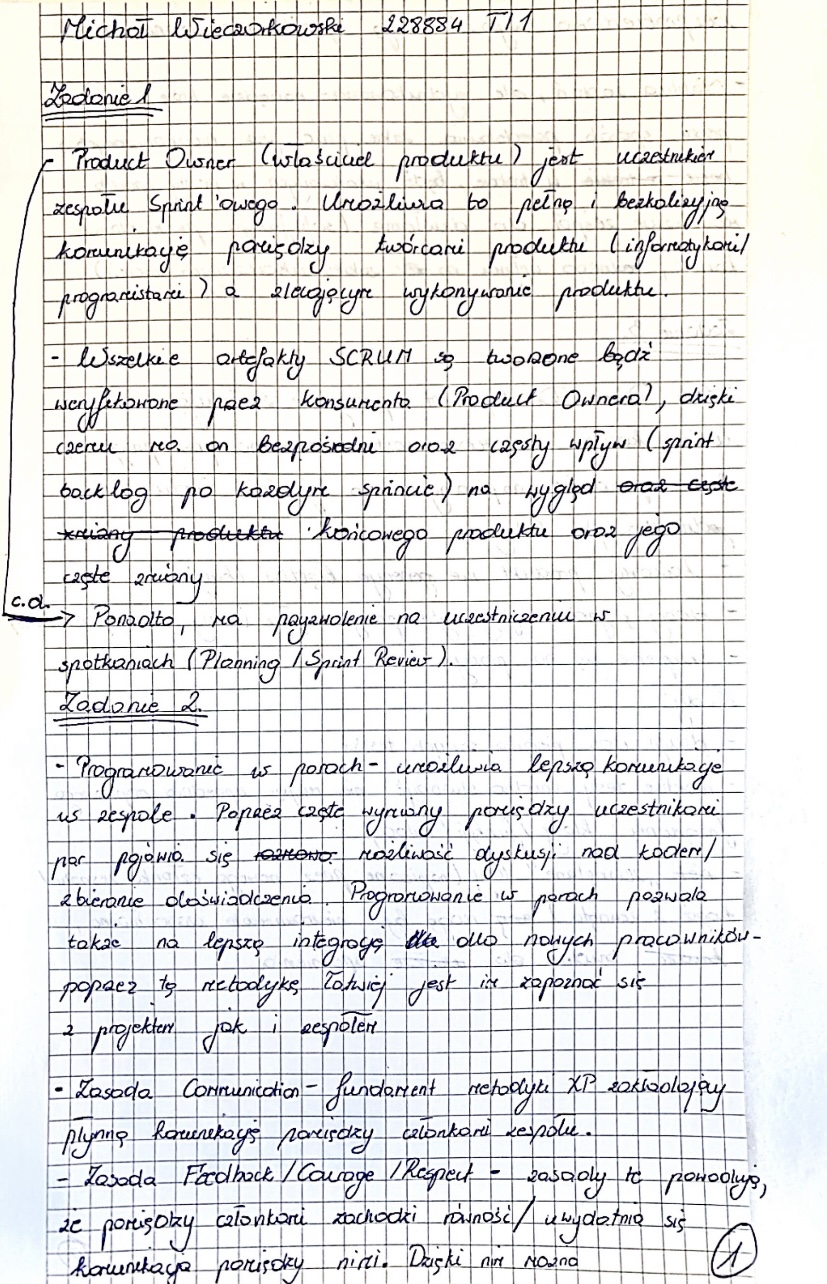 Michał Wieczorkowski 228884 TI1
Zadanie 1
- Product Owner (właściciel produktu) jest uczestnikiem
zespołu Sprint'owego. Umożliwia to pełną i bezkolizyjną
komunikację pomiędzy twórcami produktu (informatykami/
programistami) a zlecającym wykonywanie produktu.
- Wszelkie artefakty SCRUM są tworzone bądź
weryfikowane przez konsumenta (Product Ownera), dzięki
czemu ma on bezpośredni oraz częsty wpływ (sprint
backlog po każdym sprincie) na wygląd oraz częste
zmiany produktu końcowego produktu oraz jego
częste zmiany
c.d. → Ponadto, ma przyzwolenie na uczestniczeniu w
spotkaniach (Planning / Sprint Review).
Zadanie 2.
- Programowanie w parach - umożliwia lepszą komunikację
w zespole. Poprzez częste wymiany pomiędzy uczestnikami
par pojawia się możliwość dyskusji nad kodem/
zbieranie doświadczenia. Programowanie w parach pozwala
także na lepszą integrację dla dla nowych pracowników -
poprzez tę metodykę łatwiej jest im zapoznać się
z projektem jak i zespołem
- Zasada Communication - fundament metodyki XP zakładający
płynną komunikację pomiędzy członkami zespołu.
- Zasada Feedback / Courage / Respect - zasady te powodują,
że pomiędzy członkami zachodzi równość/ uwydatnia się
komunikacja pomiędzy nimi. Dzięki nim można
1